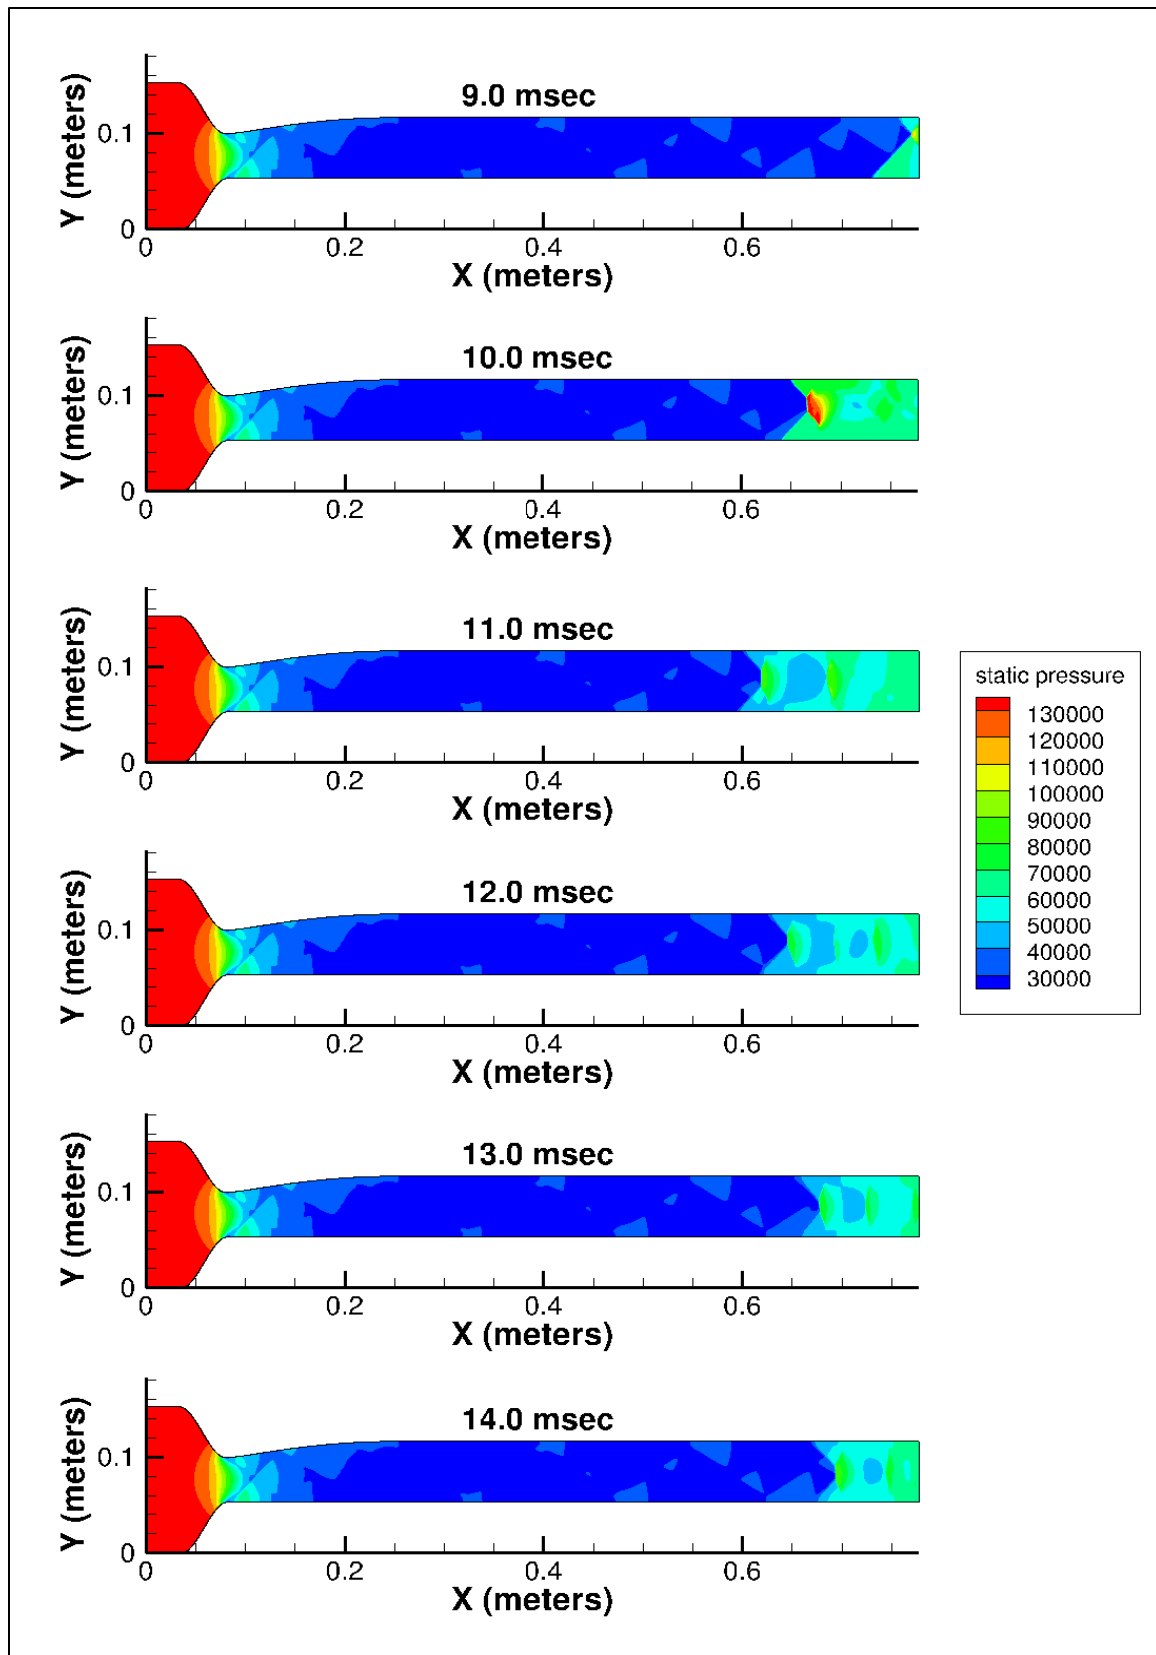 9.0 msec
Y (meters)
0.1
0
0 0.2 0.4 0.6
X (meters)
10.0 msec
Y (meters)
0.1
0
0 0.2 0.4 0.6
X (meters)
11.0 msec
Y (meters)
0.1
0
0 0.2 0.4 0.6
X (meters)
static pressure
130000
120000
110000
100000
90000
80000
70000
60000
50000
40000
30000
12.0 msec
Y (meters)
0.1
0
0 0.2 0.4 0.6
X (meters)
13.0 msec
Y (meters)
0.1
0
0 0.2 0.4 0.6
X (meters)
14.0 msec
Y (meters)
0.1
0
0 0.2 0.4 0.6
X (meters)